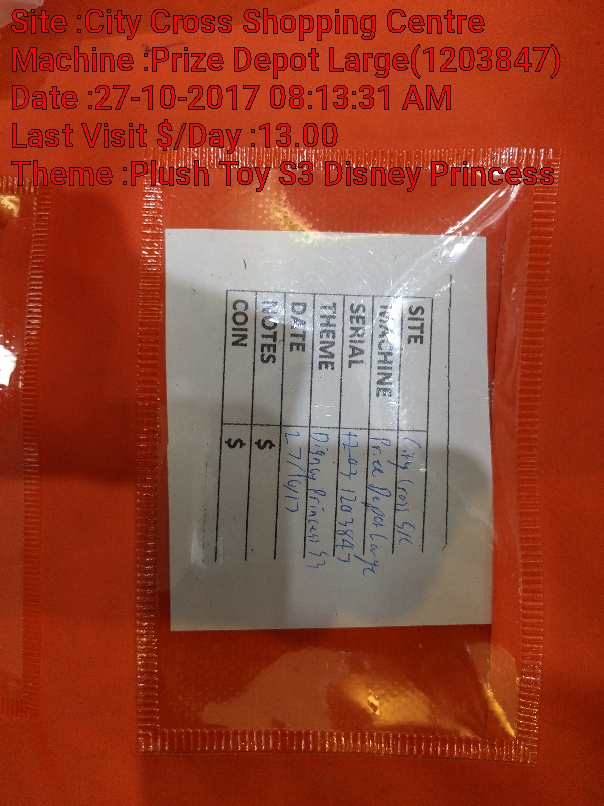 Site :City Cross Shopping Centre
Machine :Prize Depot Large(1203847)
Date :27-10-2017 08:13:31 AM
Last Visit $/Day :13.00
Theme :Plush Toy S3 Disney Princess
SITE City Cross S/C
MACHINE Prize Depot Large
SERIAL 1203847
THEME Disney Princess S3
DATE 27/10/17
NOTES $
COIN $